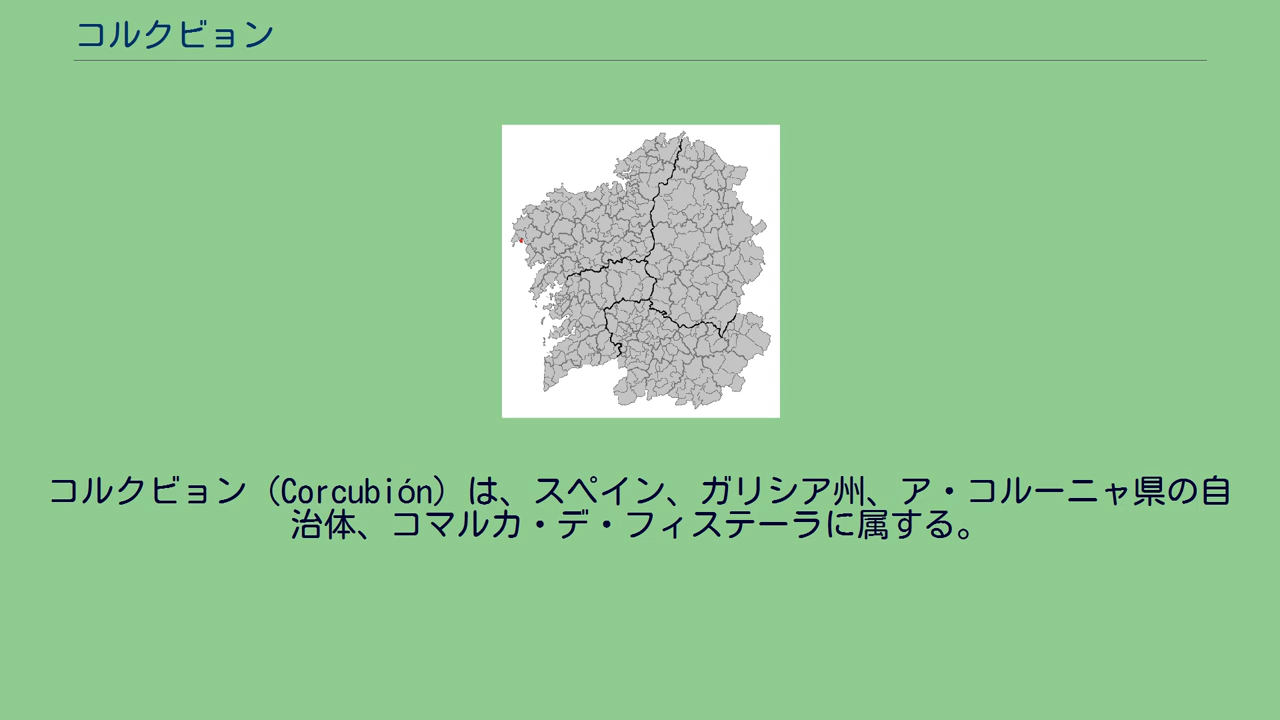 コルクビョン
コルクビョン（Corcubión）は、スペイン、ガリシア州、ア・コルーニャ県の自
治体、コマルカ・デ・フィステーラに属する。